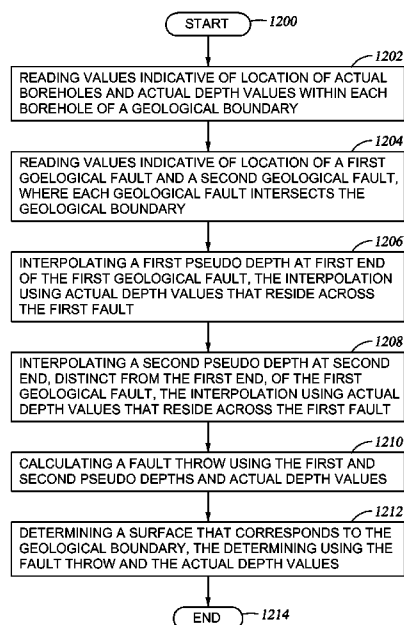 START
1200
1202
READING VALUES INDICATIVE OF LOCATION OF ACTUAL
BOREHOLES AND ACTUAL DEPTH VALUES WITHIN EACH
BOREHOLE OF A GEOLOGICAL BOUNDARY
1204
READING VALUES INDICATIVE OF LOCATION OF A FIRST
GOELOGICAL FAULT AND A SECOND GEOLOGICAL FAULT,
WHERE EACH GEOLOGICAL FAULT INTERSECTS THE
GEOLOGICAL BOUNDARY
1206
INTERPOLATING A FIRST PSEUDO DEPTH AT FIRST END
OF THE FIRST GEOLOGICAL FAULT, THE INTERPOLATION
USING ACTUAL DEPTH VALUES THAT RESIDE ACROSS
THE FIRST FAULT
1208
INTERPOLATING A SECOND PSEUDO DEPTH AT SECOND
END, DISTINCT FROM THE FIRST END, OF THE FIRST
GEOLOGICAL FAULT, THE INTERPOLATION USING ACTUAL
DEPTH VALUES THAT RESIDE ACROSS THE FIRST FAULT
1210
CALCULATING A FAULT THROW USING THE FIRST AND
SECOND PSEUDO DEPTHS AND ACTUAL DEPTH VALUES
1212
DETERMINING A SURFACE THAT CORRESPONDS TO THE
GEOLOGICAL BOUNDARY, THE DETERMINING USING THE
FAULT THROW AND THE ACTUAL DEPTH VALUES
END
1214